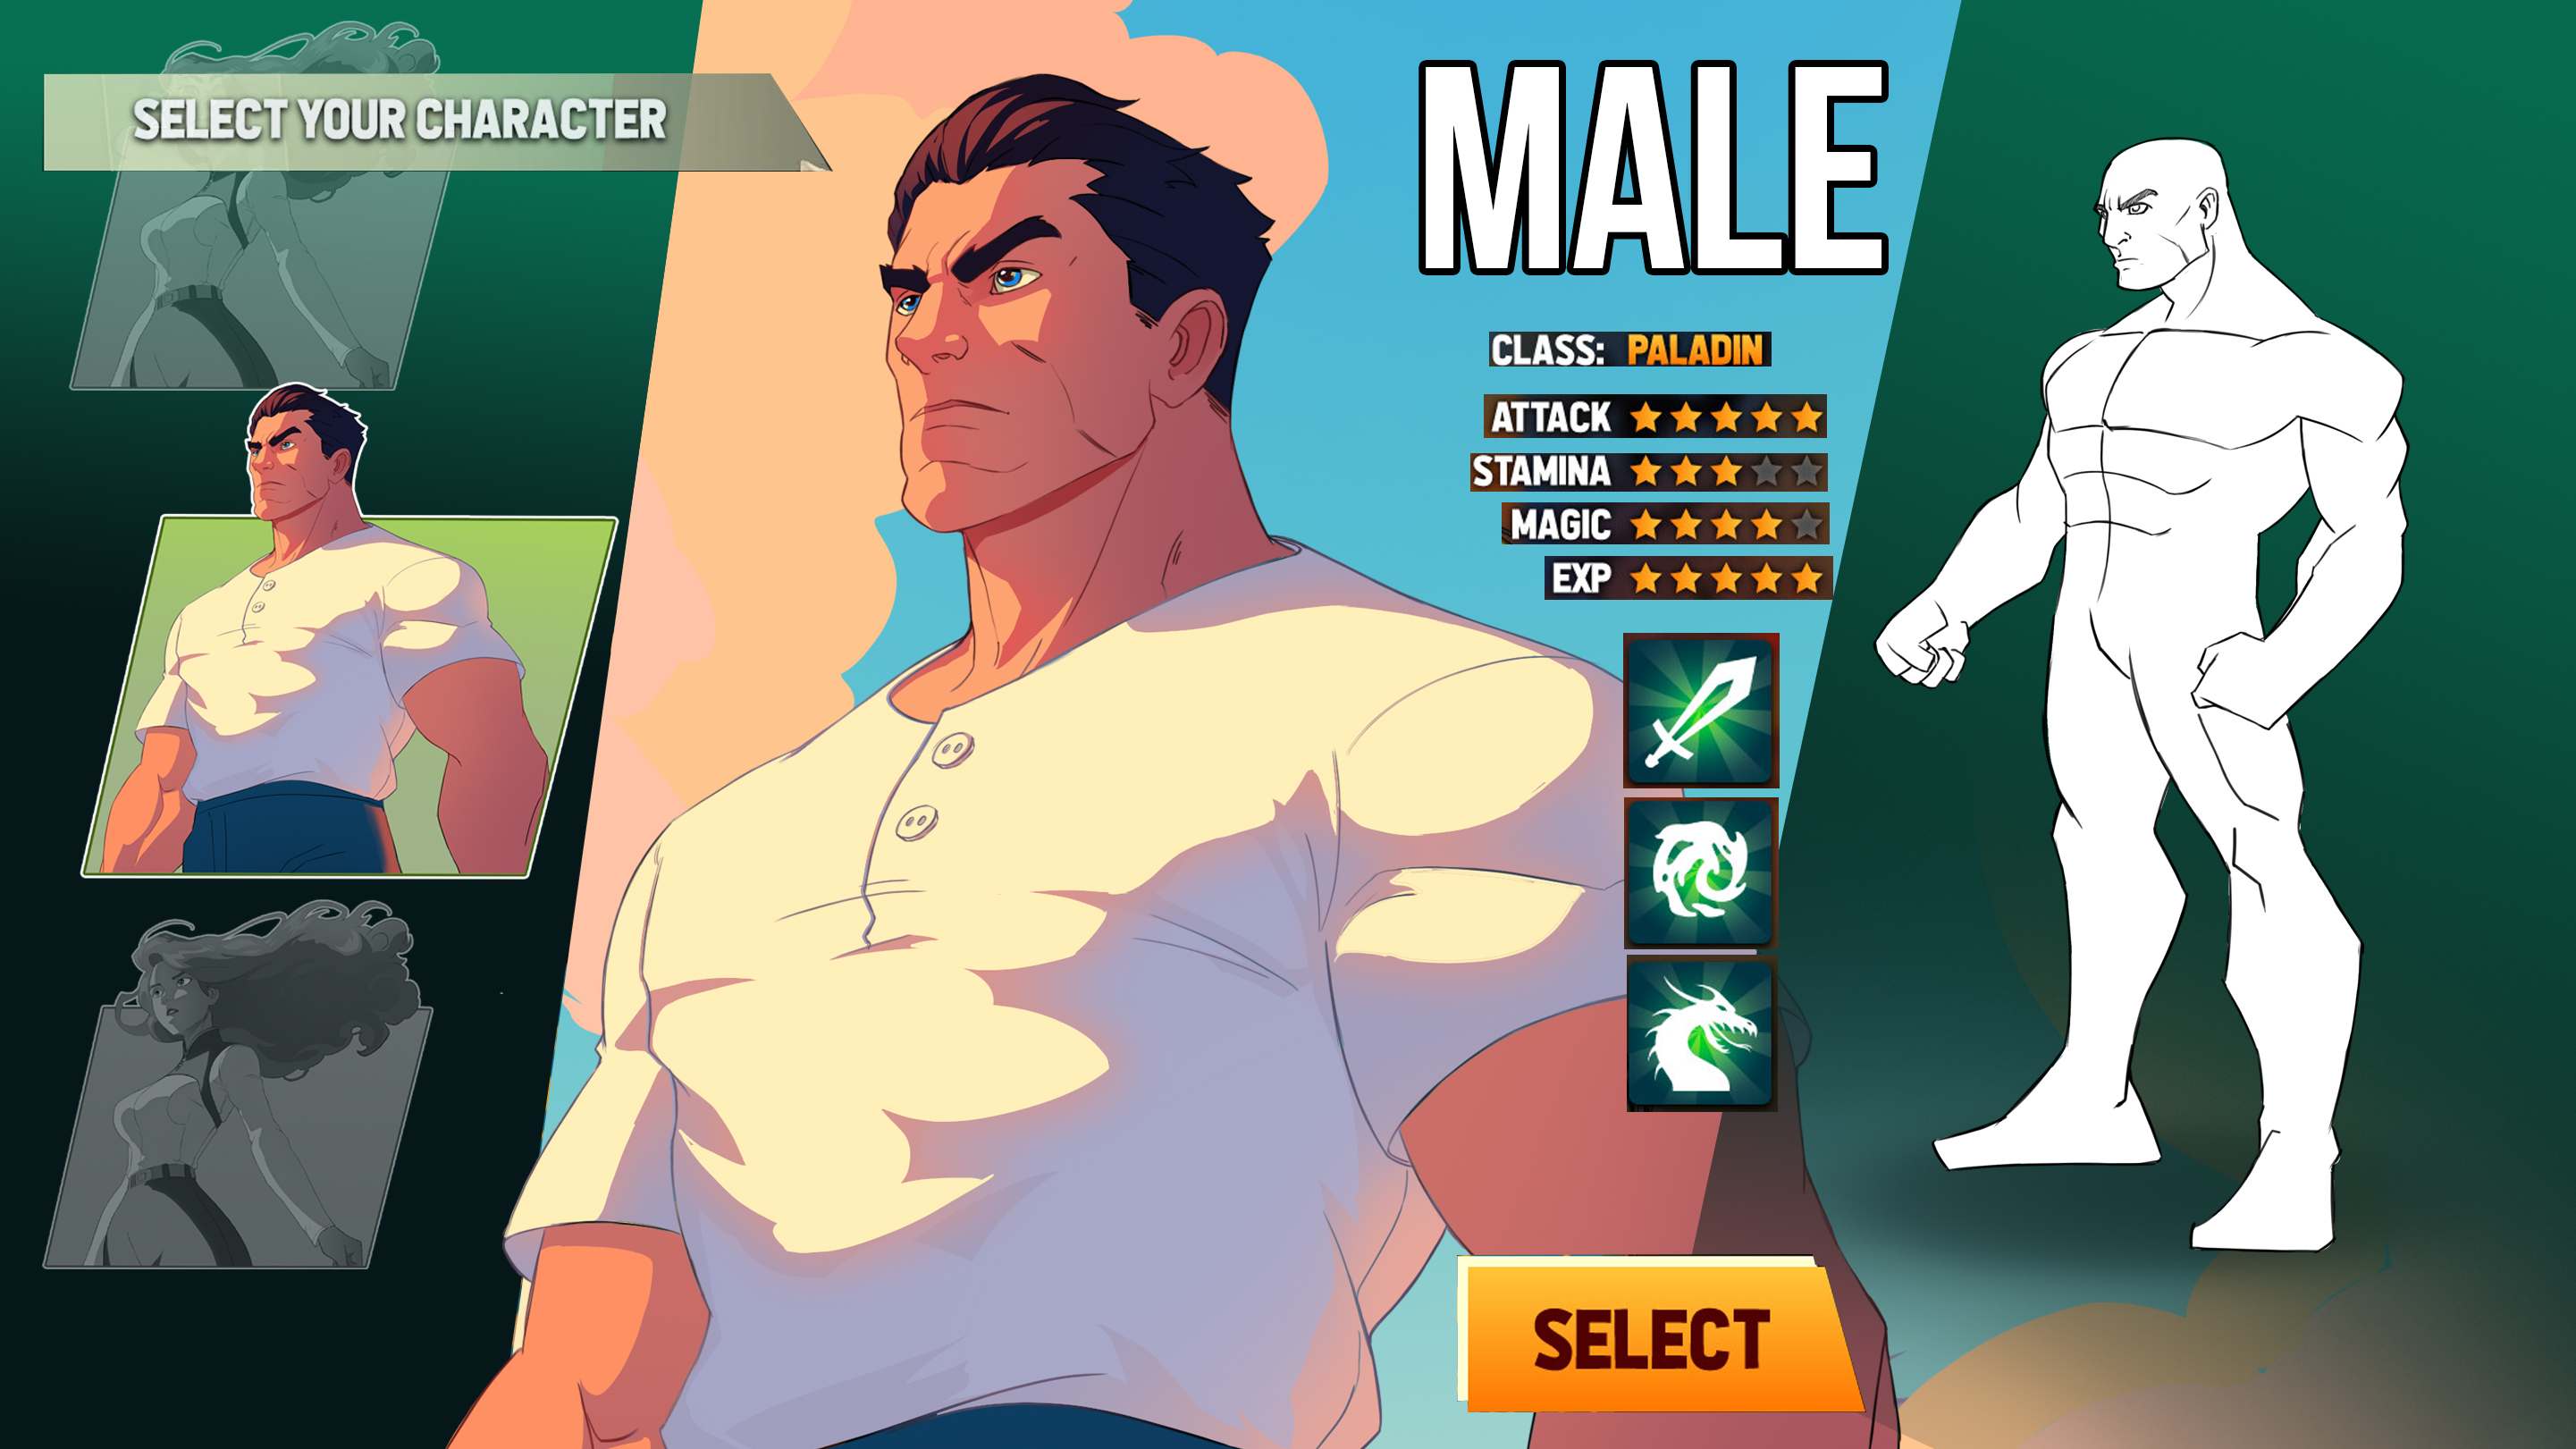 SELECT YOUR CHARACTER
MALE
CLASS: PALADIN
ATTACK
STAMINA
MAGIC
EXP
SELECT